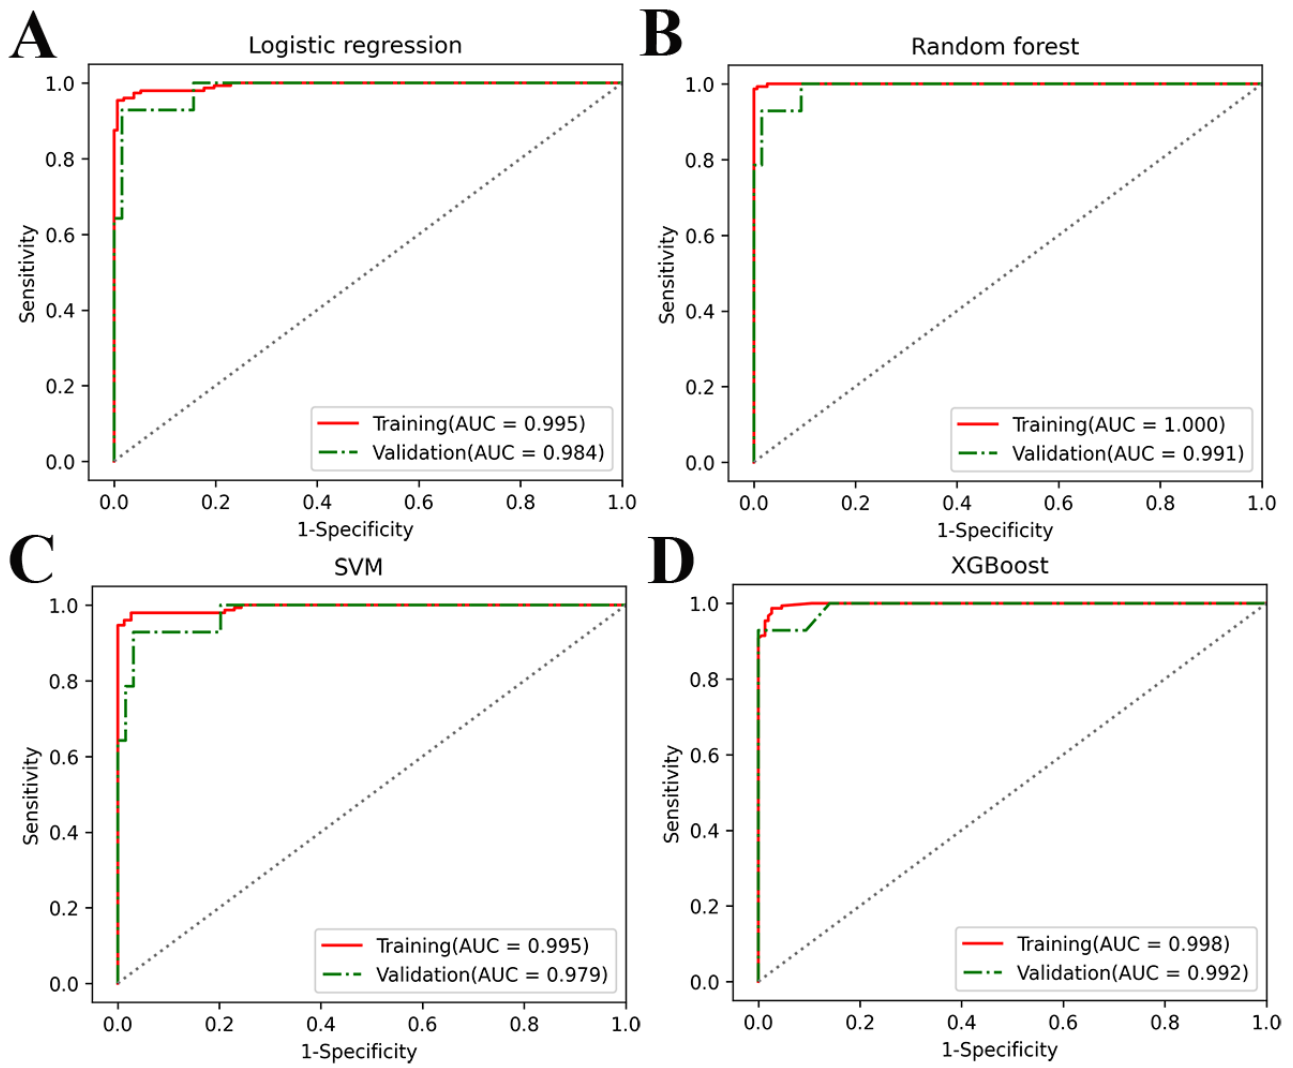 A
Logistic regression
1.0
0.8
0.6
0.4
0.2
0.0
Sensitivity
Training(AUC = 0.995)
Validation(AUC = 0.984)
0.0 0.2 0.4 0.6 0.8 1.0
1-Specificity
B
Random forest
1.0
0.8
0.6
0.4
0.2
0.0
Sensitivity
Training(AUC = 1.000)
Validation(AUC = 0.991)
0.0 0.2 0.4 0.6 0.8 1.0
1-Specificity
C
SVM
1.0
0.8
0.6
0.4
0.2
0.0
Sensitivity
Training(AUC = 0.995)
Validation(AUC = 0.979)
0.0 0.2 0.4 0.6 0.8 1.0
1-Specificity
D
XGBoost
1.0
0.8
0.6
0.4
0.2
0.0
Sensitivity
Training(AUC = 0.998)
Validation(AUC = 0.992)
0.0 0.2 0.4 0.6 0.8 1.0
1-Specificity